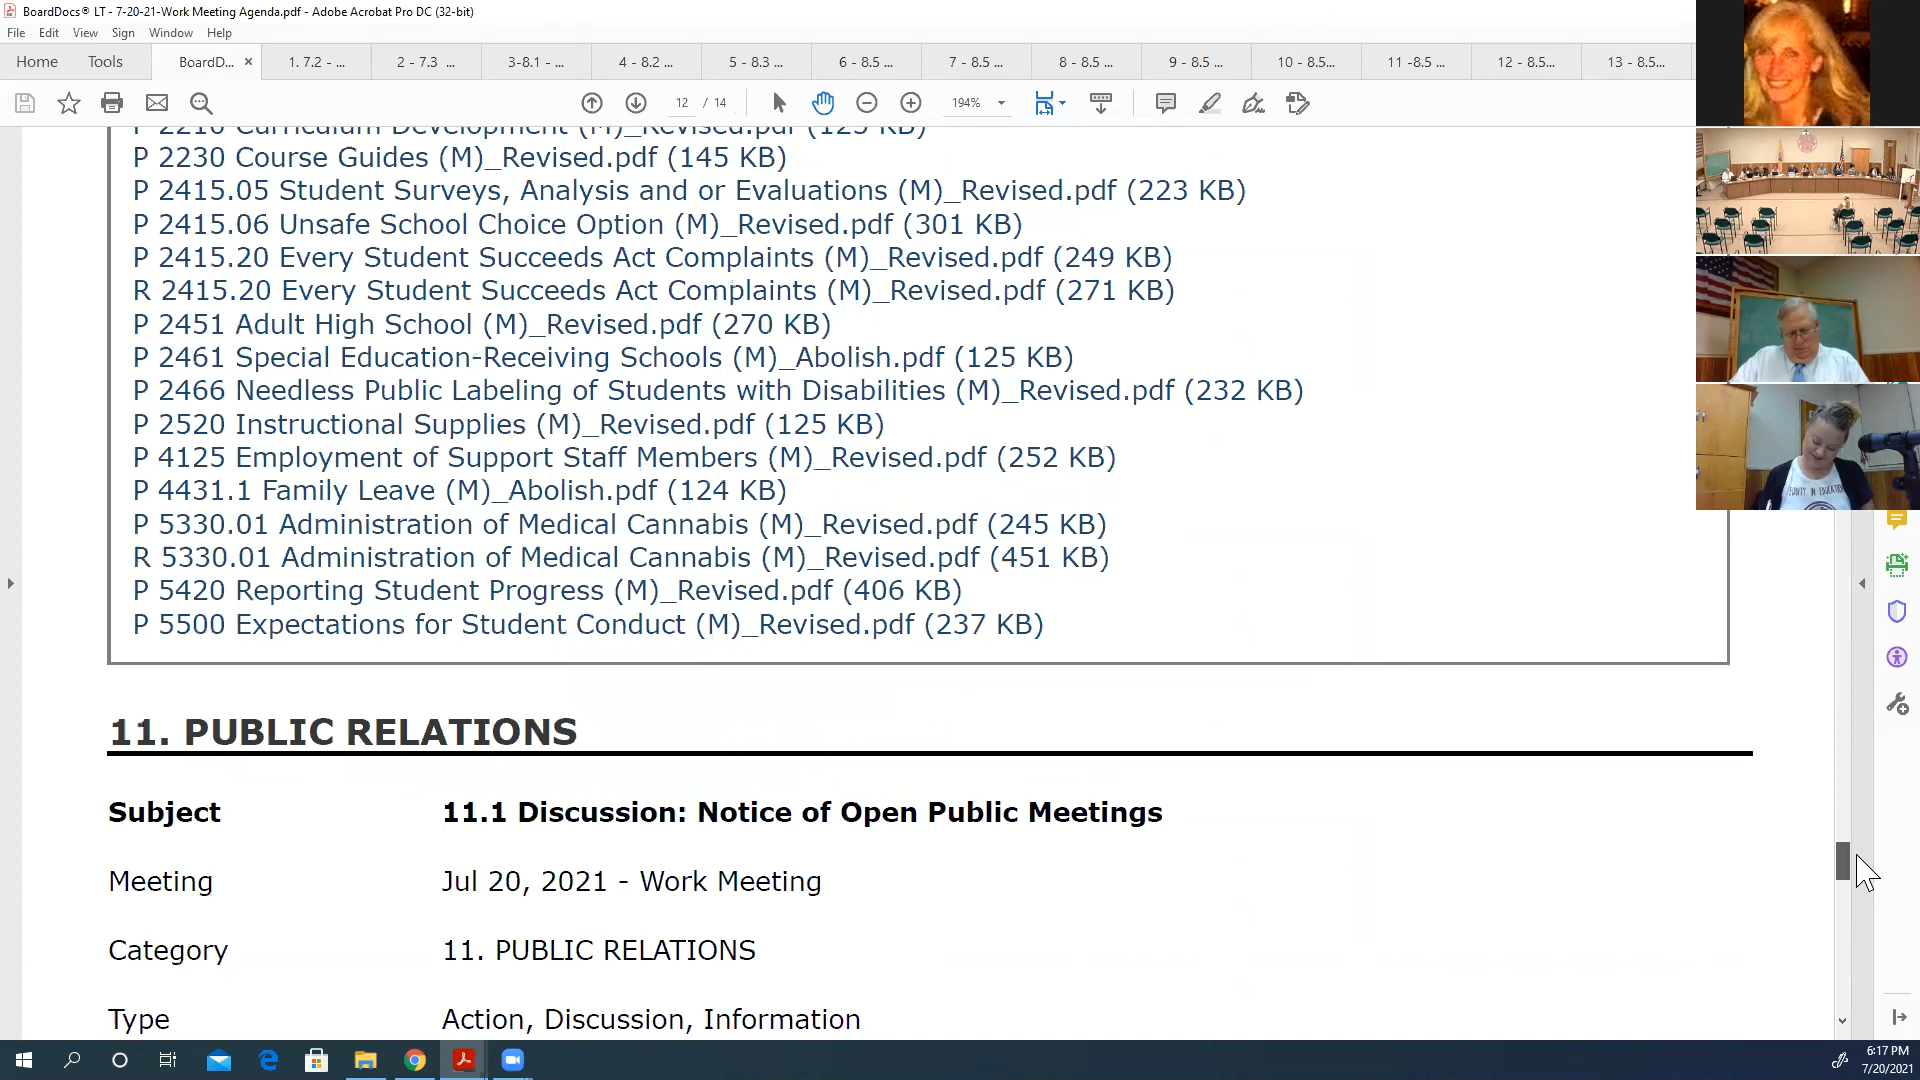 BoardDocs® LT - 7-20-21-Work Meeting Agenda.pdf - Adobe Acrobat Pro DC (32-bit)
File Edit View Sign Window Help
Home Tools BoardD... × 1. 7.2 - ... 2 - 7.3 ... 3-8.1 - ... 4 - 8.2 ... 5 - 8.3 ... 6 - 8.5 ... 7 - 8.5 ... 8 - 8.5 ... 9 - 8.5 ... 10 - 8.5... 11 -8.5 ... 12 - 8.5... 13 - 8.5...
12 / 14 194%
P 2210 Curriculum Development (M)_Revised.pdf (125 KB)
P 2230 Course Guides (M)_Revised.pdf (145 KB)
P 2415.05 Student Surveys, Analysis and or Evaluations (M)_Revised.pdf (223 KB)
P 2415.06 Unsafe School Choice Option (M)_Revised.pdf (301 KB)
P 2415.20 Every Student Succeeds Act Complaints (M)_Revised.pdf (249 KB)
R 2415.20 Every Student Succeeds Act Complaints (M)_Revised.pdf (271 KB)
P 2451 Adult High School (M)_Revised.pdf (270 KB)
P 2461 Special Education-Receiving Schools (M)_Abolish.pdf (125 KB)
P 2466 Needless Public Labeling of Students with Disabilities (M)_Revised.pdf (232 KB)
P 2520 Instructional Supplies (M)_Revised.pdf (125 KB)
P 4125 Employment of Support Staff Members (M)_Revised.pdf (252 KB)
P 4431.1 Family Leave (M)_Abolish.pdf (124 KB)
P 5330.01 Administration of Medical Cannabis (M)_Revised.pdf (245 KB)
R 5330.01 Administration of Medical Cannabis (M)_Revised.pdf (451 KB)
P 5420 Reporting Student Progress (M)_Revised.pdf (406 KB)
P 5500 Expectations for Student Conduct (M)_Revised.pdf (237 KB)
11. PUBLIC RELATIONS
Subject 11.1 Discussion: Notice of Open Public Meetings
Meeting Jul 20, 2021 - Work Meeting
Category 11. PUBLIC RELATIONS
Type Action, Discussion, Information
EQUITY IN EDUCATION
6:17 PM
7/20/2021